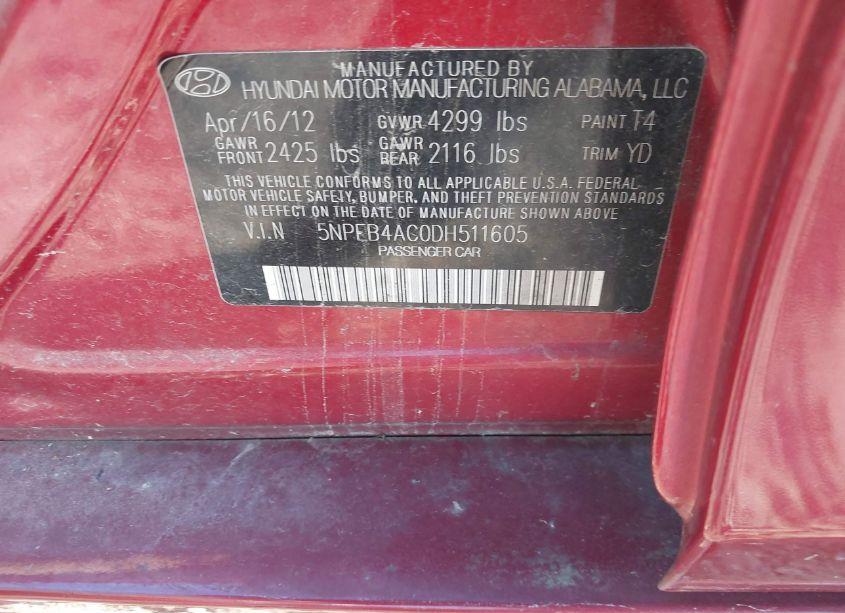 MANUFACTURED BY
HYUNDAI MOTOR MANUFACTURING ALABAMA, LLC
Apr/16/12 GVWR 4299 lbs PAINT T4
GAWR FRONT 2425 lbs GAWR REAR 2116 lbs TRIM YD
THIS VEHICLE CONFORMS TO ALL APPLICABLE U.S.A. FEDERAL
MOTOR VEHICLE SAFETY, BUMPER, AND THEFT PREVENTION STANDARDS
IN EFFECT ON THE DATE OF MANUFACTURE SHOWN ABOVE
V.I.N 5NPEB4AC0DH511605
PASSENGER CAR